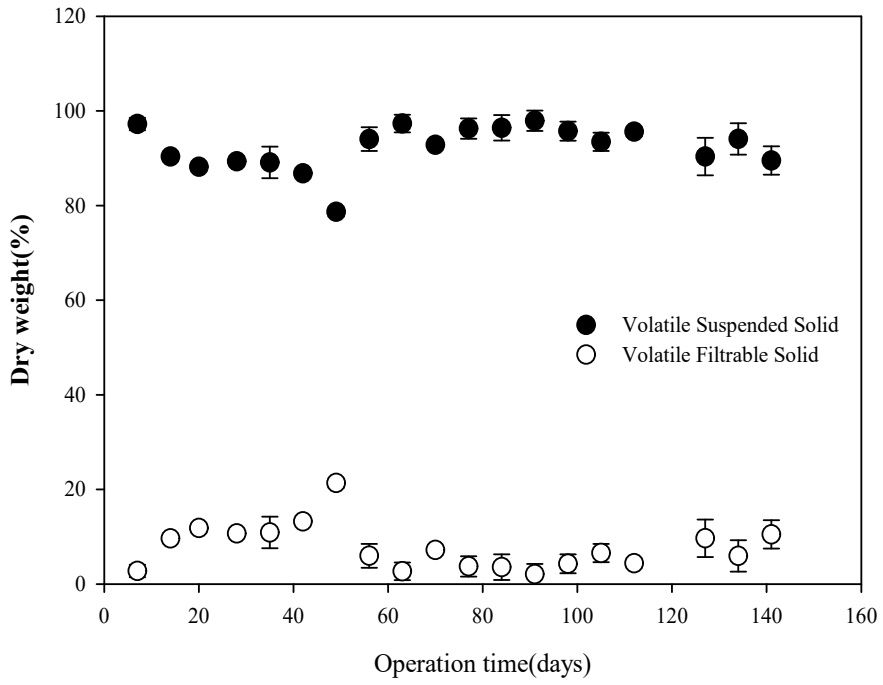 120
100
80
60
40
20
0
Dry weight(%)
Volatile Suspended Solid
Volatile Filtrable Solid
0 20 40 60 80 100 120 140 160
Operation time(days)